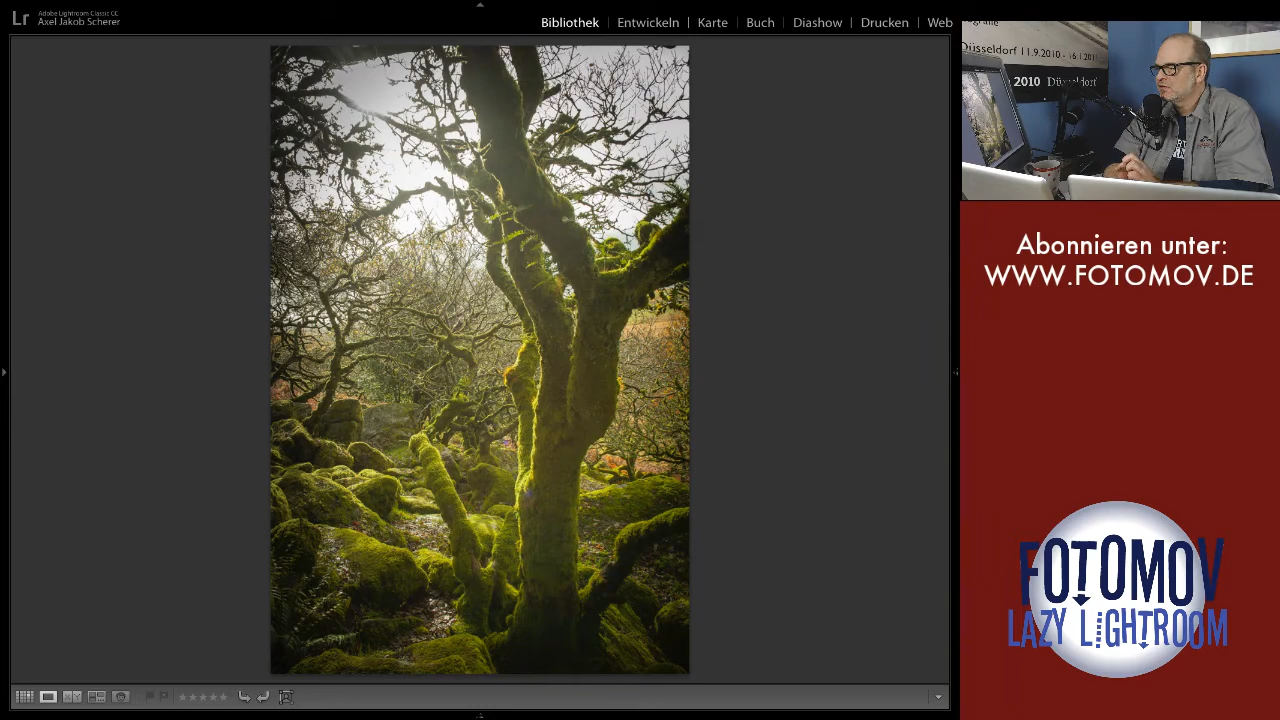 Lr
Adobe Lightroom Classic CC
Axel Jakob Scherer
Bibliothek | Entwickeln | Karte | Buch | Diashow | Drucken | Web
Düsseldorf 11.9.2010 - 16.1.2011
2010 Düsseldorf
Abonnieren unter:
WWW.FOTOMOV.DE
FOTOMOV
LAZY LIGHTROOM